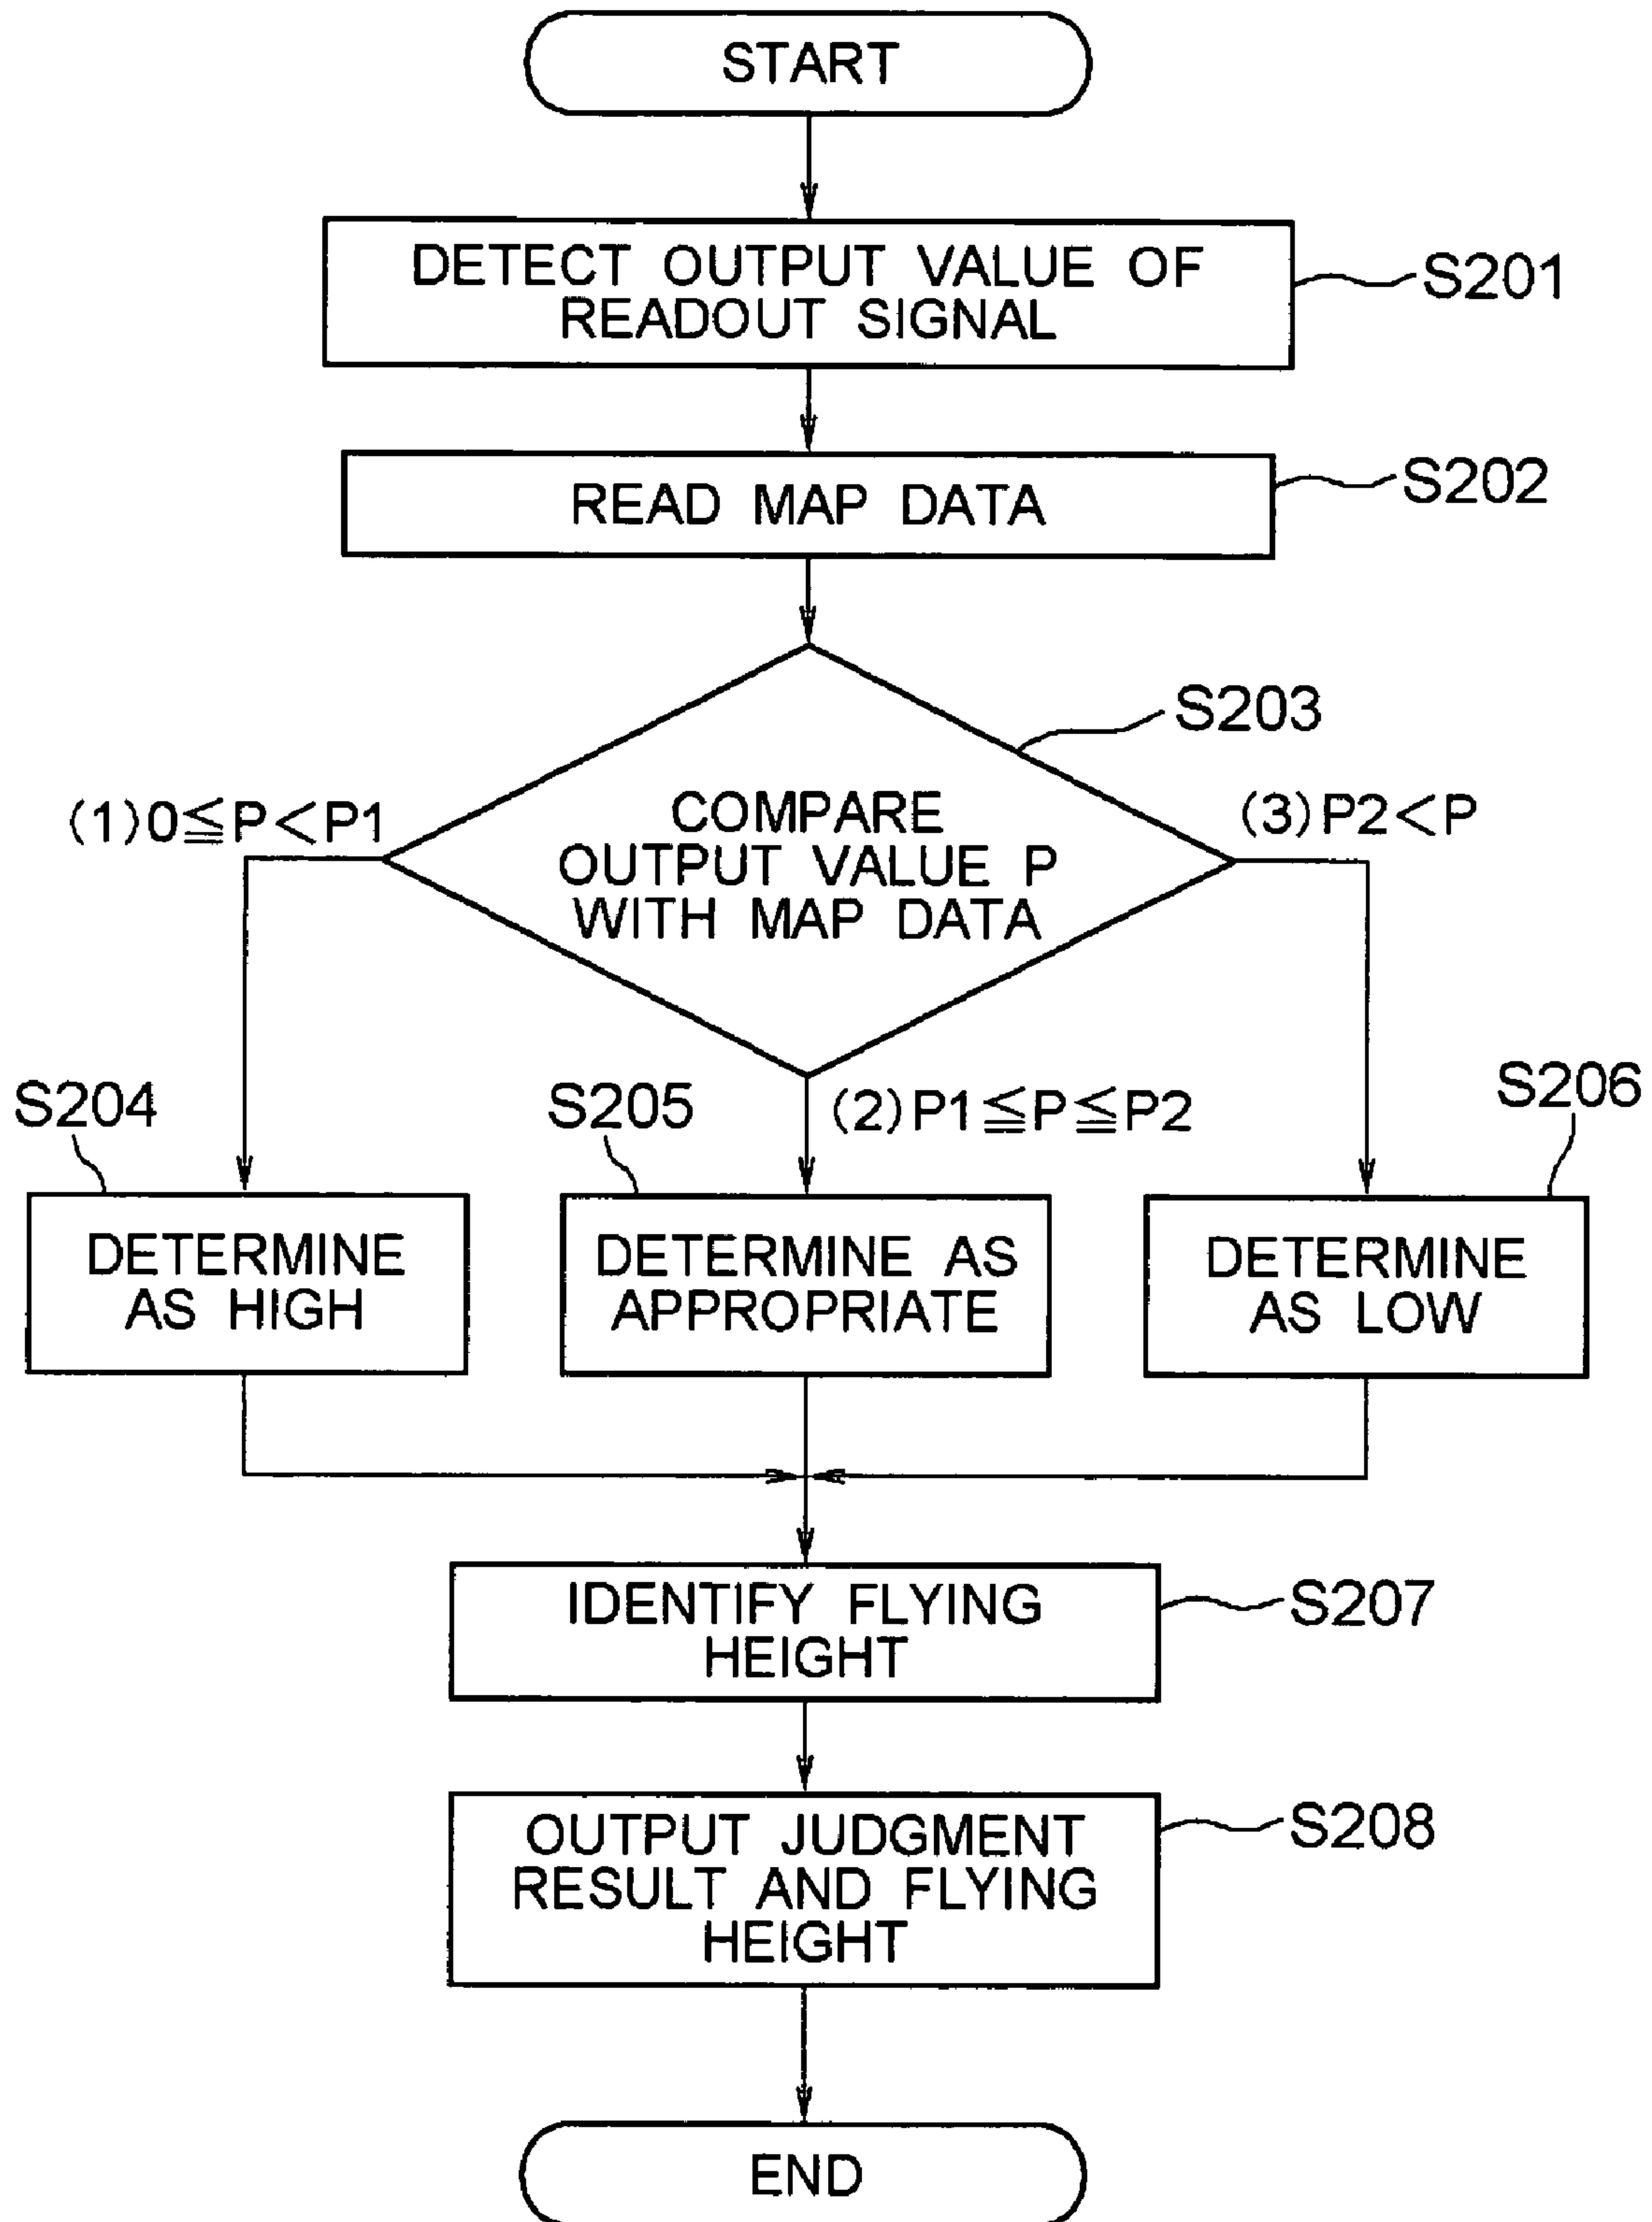 START
DETECT OUTPUT VALUE OF
READOUT SIGNAL
S201
READ MAP DATA
S202
S203
COMPARE
OUTPUT VALUE P
WITH MAP DATA
(1)0≦P<P1
(3)P2<P
(2)P1≦P≦P2
S204
DETERMINE
AS HIGH
S205
DETERMINE AS
APPROPRIATE
S206
DETERMINE
AS LOW
IDENTIFY FLYING
HEIGHT
S207
OUTPUT JUDGMENT
RESULT AND FLYING
HEIGHT
S208
END